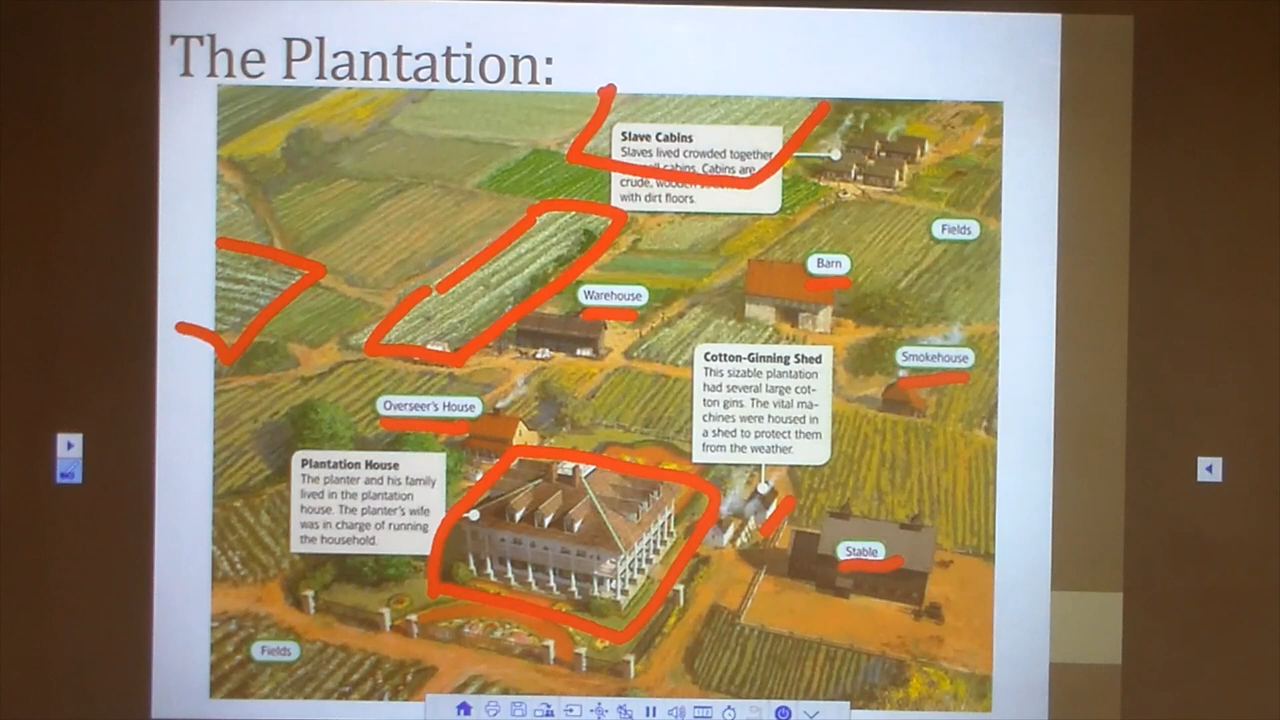 The Plantation:
Slave Cabins
Slaves lived crowded together
cabins. Cabins are
crude, wooden
with dirt floors.
Fields
Barn
Warehouse
Cotton-Ginning Shed
This sizable plantation
had several large cot-
ton gins. The vital ma-
chines were housed in
a shed to protect them
from the weather.
Smokehouse
Overseer's House
Plantation House
The planter and his family
lived in the plantation
house. The planter's wife
was in charge of running
the household.
Stable
Fields